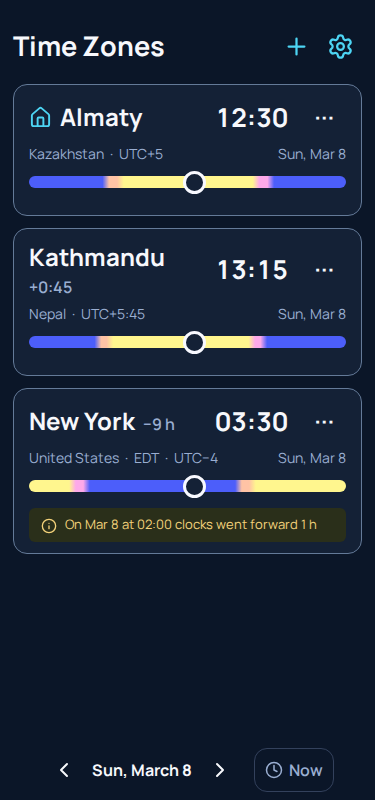 Time Zones
Almaty 12:30 ···
Kazakhstan · UTC+5 Sun, Mar 8
Kathmandu
+0:45 13:15 ···
Nepal · UTC+5:45 Sun, Mar 8
New York −9 h 03:30 ···
United States · EDT · UTC−4 Sun, Mar 8
On Mar 8 at 02:00 clocks went forward 1 h
Sun, March 8 Now